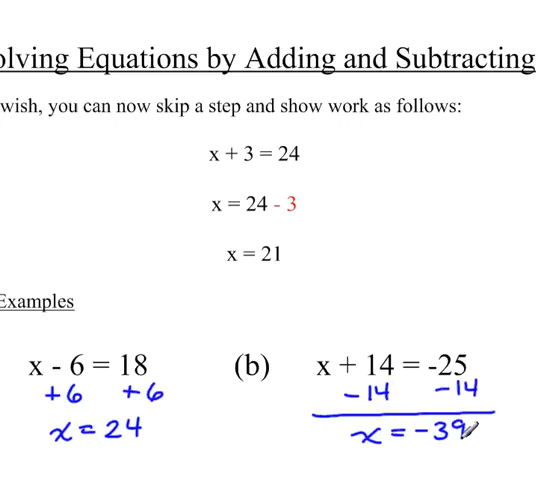 olving Equations by Adding and Subtracting
wish, you can now skip a step and show work as follows:
x + 3 = 24
x = 24 - 3
x = 21
Examples
x - 6 = 18
+6 +6
x = 24
(b) x + 14 = -25
-14 -14
x = -39